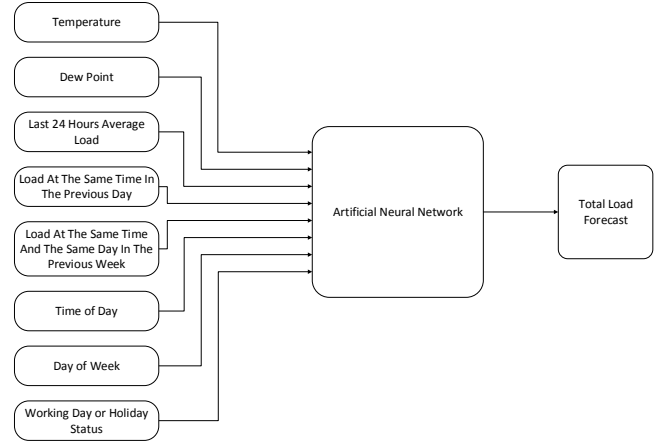 Temperature
Dew Point
Last 24 Hours Average
Load
Load At The Same Time In
The Previous Day
Load At The Same Time
And The Same Day In The
Previous Week
Time of Day
Day of Week
Working Day or Holiday
Status
Artificial Neural Network
Total Load
Forecast